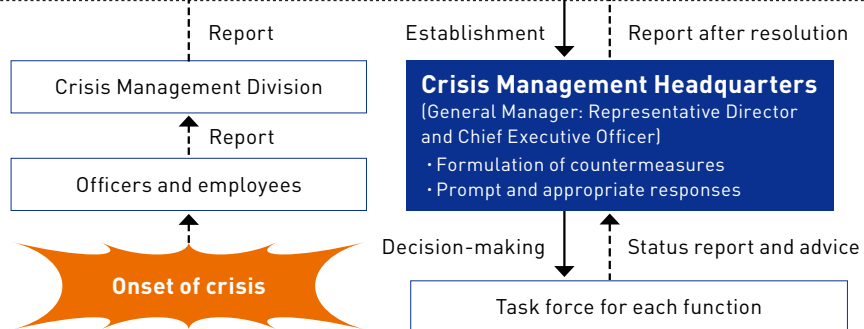 Report
Crisis Management Division
Report
Officers and employees
Onset of crisis
Establishment
Report after resolution
Crisis Management Headquarters
(General Manager: Representative Director
and Chief Executive Officer)
・Formulation of countermeasures
・Prompt and appropriate responses
Decision-making
Status report and advice
Task force for each function